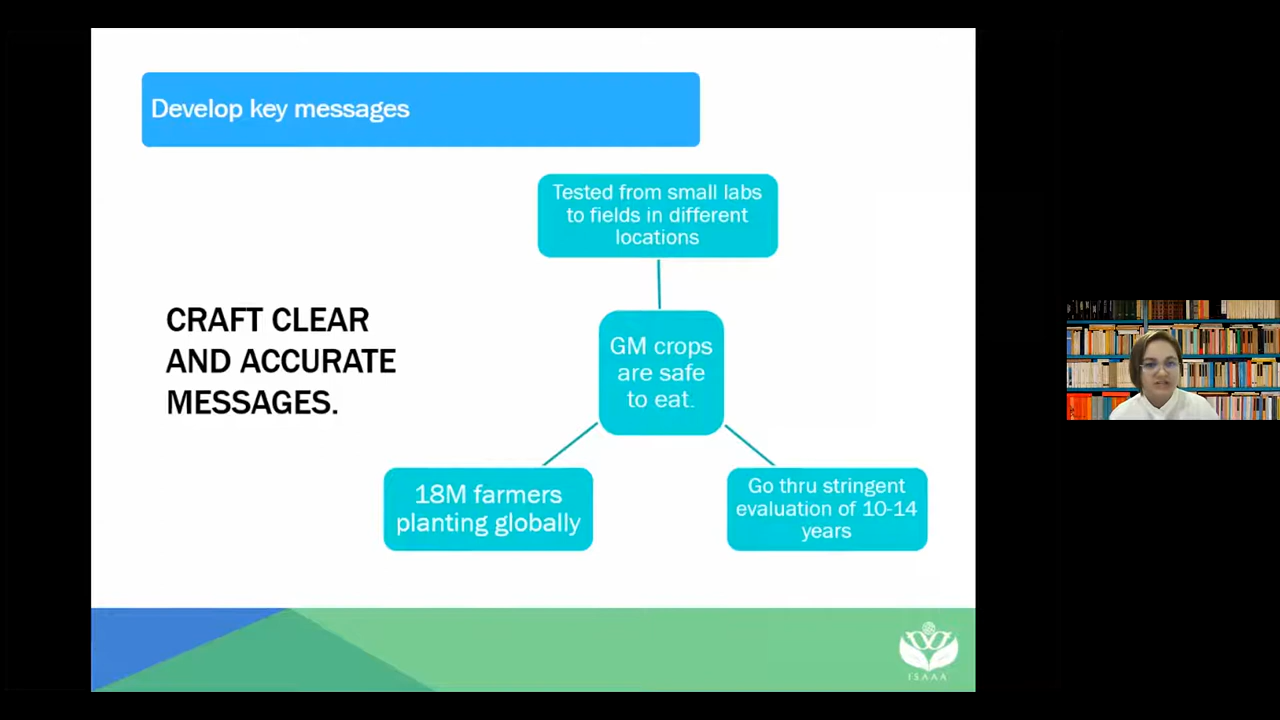 Develop key messages
Tested from small labs
to fields in different
locations
CRAFT CLEAR
AND ACCURATE
MESSAGES.
GM crops
are safe
to eat.
18M farmers
planting globally
Go thru stringent
evaluation of 10-14
years
ISAAA